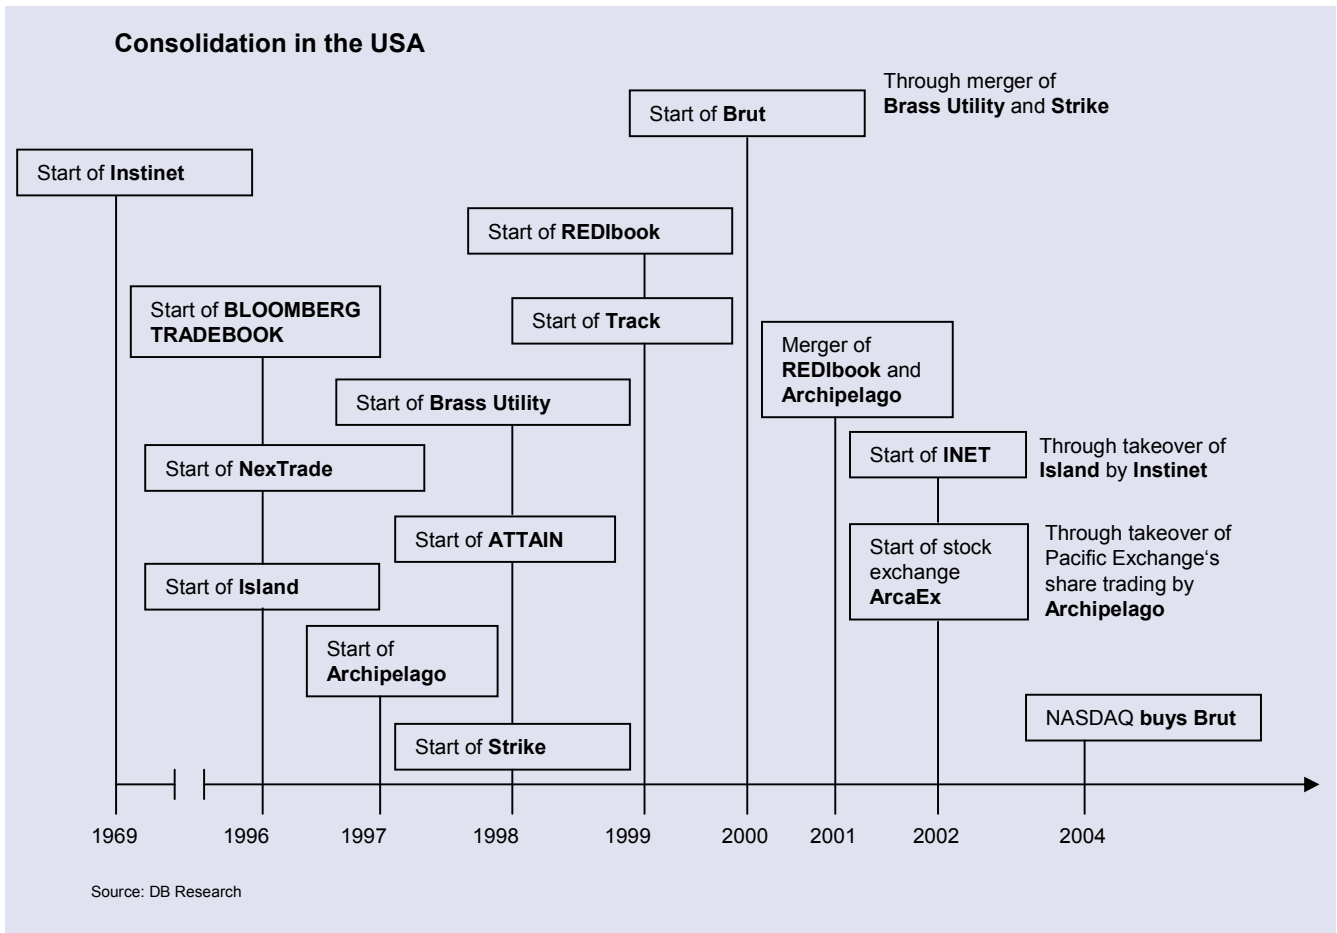 Consolidation in the USA
Through merger of
Brass Utility and Strike
Start of Brut
Start of Instinet
Start of REDIbook
Start of BLOOMBERG
TRADEBOOK
Start of Track
Merger of
REDIbook and
Archipelago
Start of Brass Utility
Start of INET
Through takeover of
Island by Instinet
Start of NexTrade
Start of ATTAIN
Start of stock
exchange
ArcaEx
Through takeover of
Pacific Exchange‘s
share trading by
Archipelago
Start of Island
Start of
Archipelago
NASDAQ buys Brut
Start of Strike
1969 1996 1997 1998 1999 2000 2001 2002 2004
Source: DB Research